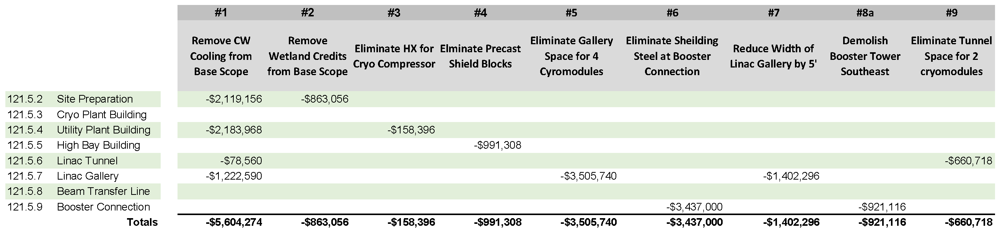 #1 #2 #3 #4 #5 #6 #7 #8a #9
Remove CW Cooling from Base Scope
Remove Wetland Credits from Base Scope
Eliminate HX for Cryo Compressor
Elminate Precast Shield Blocks
Eliminate Gallery Space for 4 Cyromodules
Eliminate Sheilding Steel at Booster Connection
Reduce Width of Linac Gallery by 5'
Demolish Booster Tower Southeast
Eliminate Tunnel Space for 2 cryomodules
121.5.2 Site Preparation -$2,119,156 -$863,056
121.5.3 Cryo Plant Building
121.5.4 Utility Plant Building -$2,183,968 -$158,396
121.5.5 High Bay Building -$991,308
121.5.6 Linac Tunnel -$78,560 -$660,718
121.5.7 Linac Gallery -$1,222,590 -$3,505,740 -$1,402,296
121.5.8 Beam Transfer Line
121.5.9 Booster Connection -$3,437,000 -$921,116
Totals -$5,604,274 -$863,056 -$158,396 -$991,308 -$3,505,740 -$3,437,000 -$1,402,296 -$921,116 -$660,718